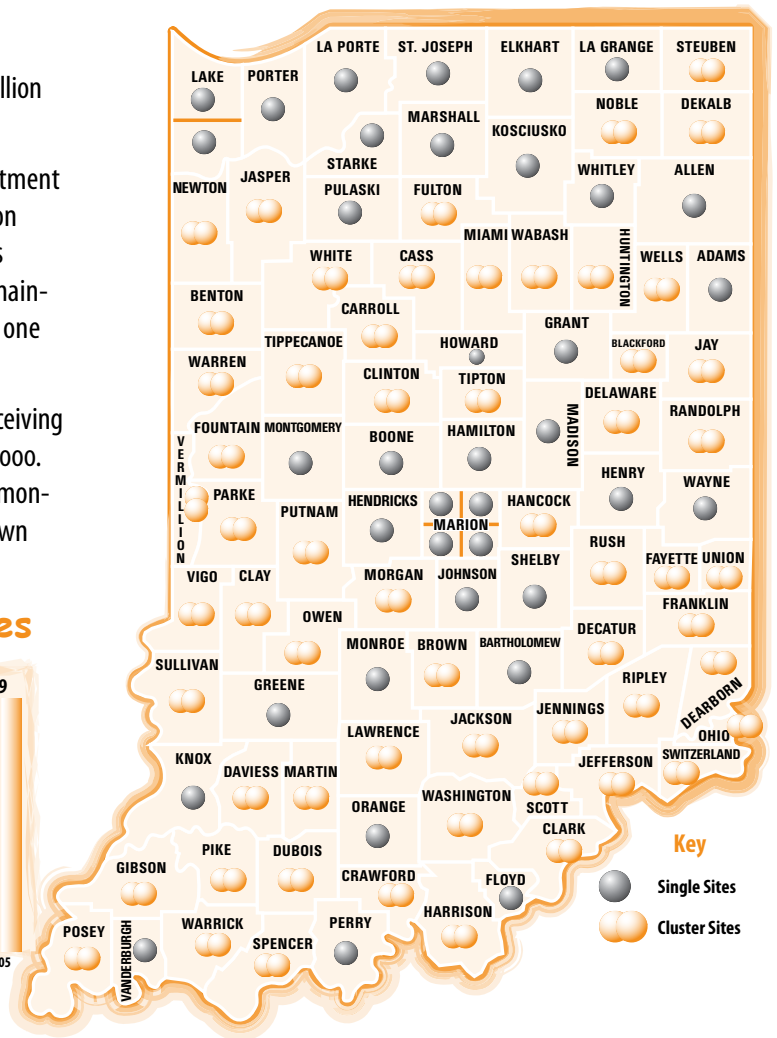 llion
tment
on
s
nain-
one
ceiving
000.
mon-
wn
es
9
05
LA PORTE
ST. JOSEPH
ELKHART
LA GRANGE
STEUBEN
LAKE
PORTER
NOBLE
DEKALB
MARSHALL
KOSCIUSKO
STARKE
WHITLEY
ALLEN
JASPER
NEWTON
PULASKI
FULTON
MIAMI
WABASH
HUNTINGTON
WHITE
CASS
WELLS
ADAMS
BENTON
CARROLL
GRANT
TIPPECANOE
HOWARD
BLACKFORD
JAY
WARREN
CLINTON
TIPTON
DELAWARE
RANDOLPH
MADISON
FOUNTAIN
MONTGOMERY
BOONE
HAMILTON
VERMILLION
HENRY
WAYNE
PARKE
PUTNAM
HENDRICKS
MARION
HANCOCK
RUSH
FAYETTE
UNION
SHELBY
VIGO
CLAY
MORGAN
JOHNSON
FRANKLIN
OWEN
DECATUR
MONROE
BROWN
BARTHOLOMEW
SULLIVAN
GREENE
RIPLEY
DEARBORN
JENNINGS
JACKSON
LAWRENCE
OHIO
KNOX
DAVIESS
MARTIN
JEFFERSON
SWITZERLAND
WASHINGTON
ORANGE
SCOTT
CLARK
PIKE
DUBOIS
GIBSON
CRAWFORD
FLOYD
HARRISON
POSEY
VANDERBURGH
WARRICK
SPENCER
PERRY
Key
Single Sites
Cluster Sites